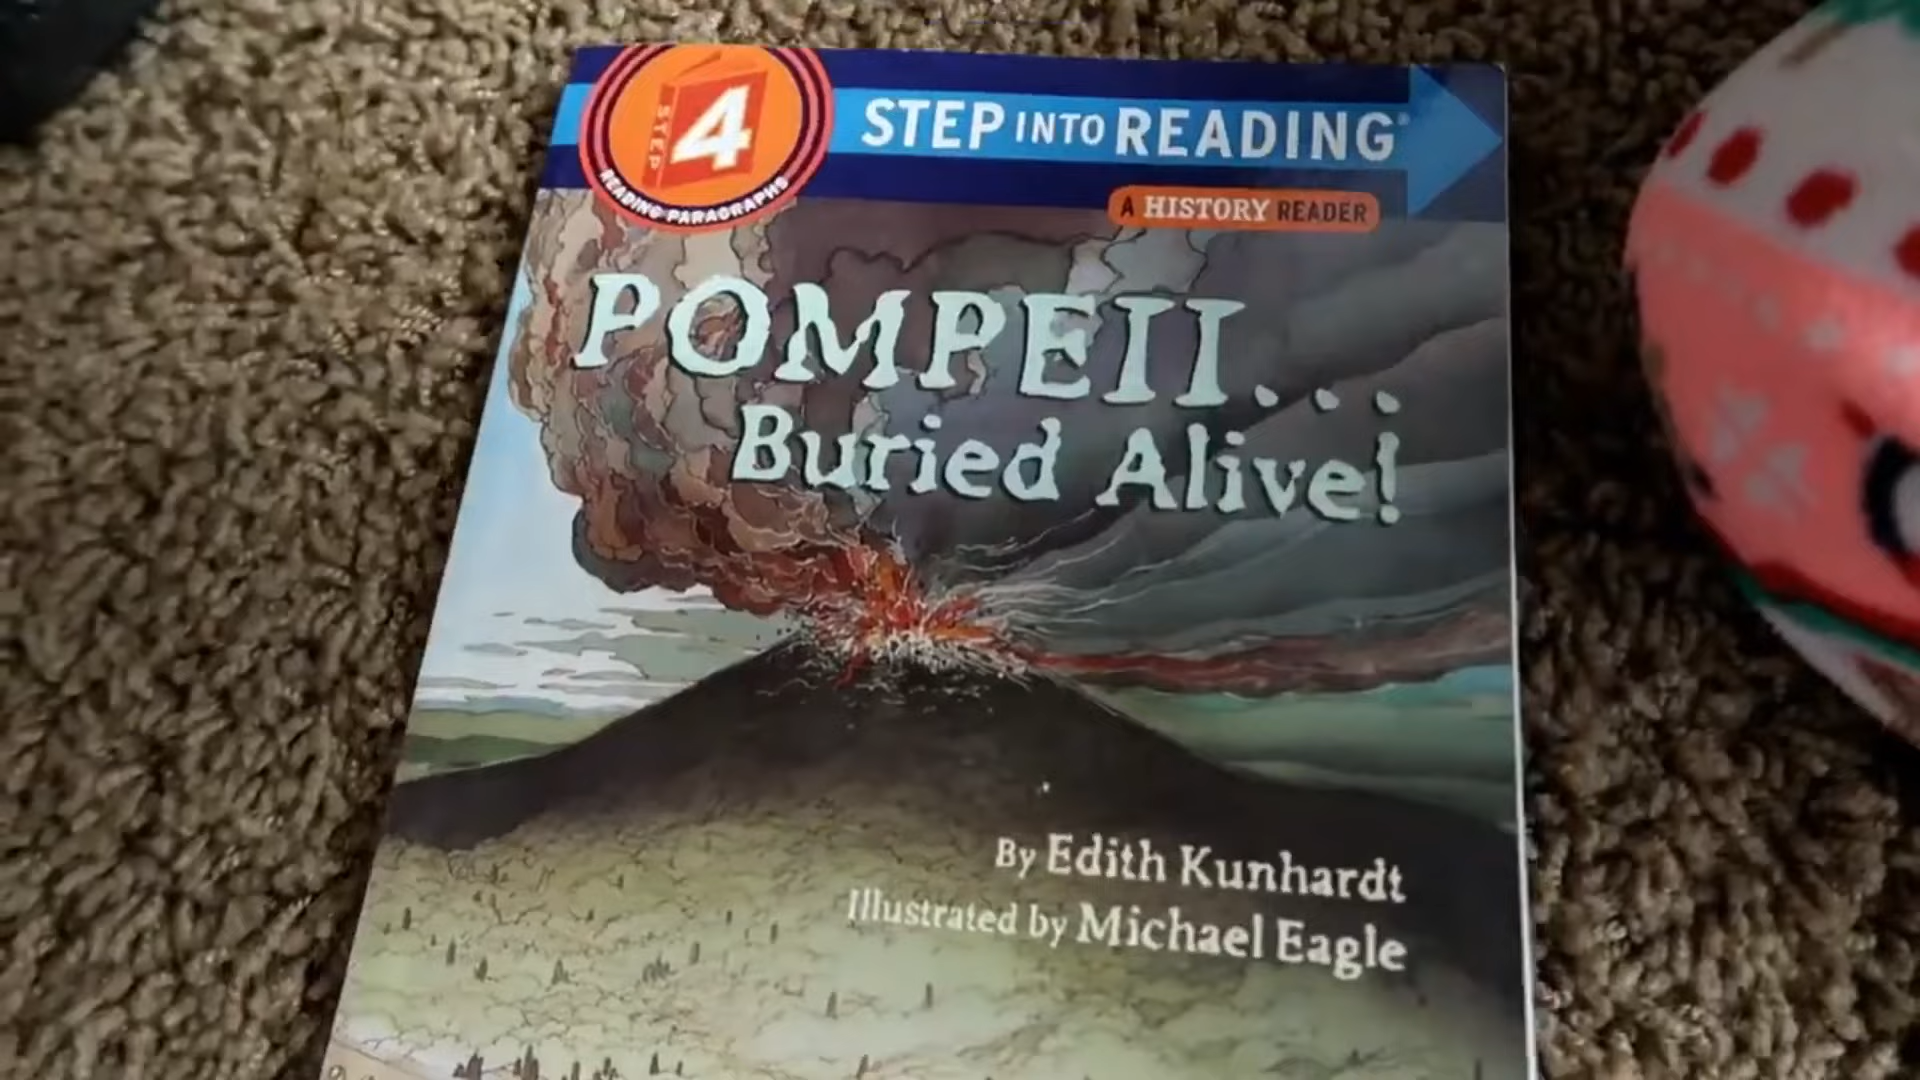 STEP 4
READING PARAGRAPHS
STEP INTO READING®
A HISTORY READER
POMPEII...
Buried Alive!
By Edith Kunhardt
Illustrated by Michael Eagle